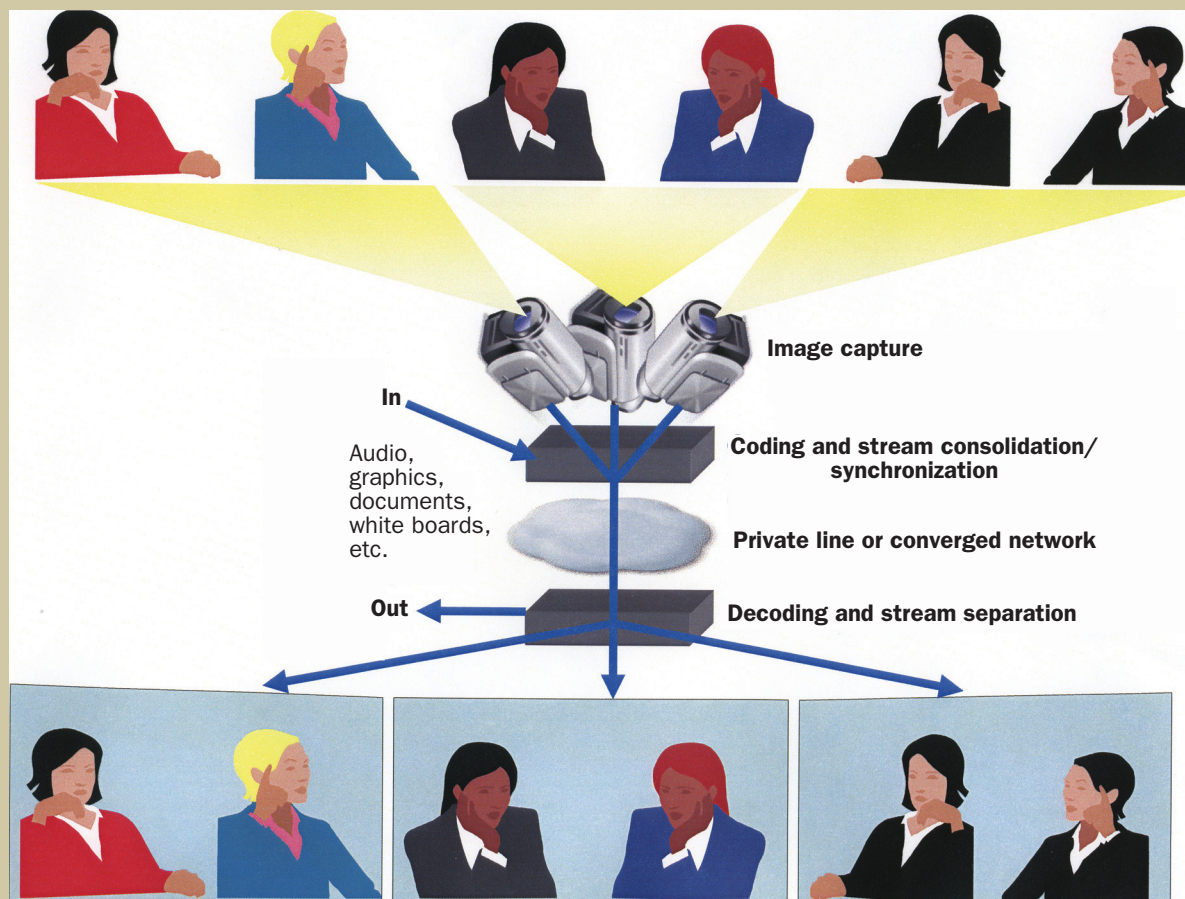 Image capture
In
Audio,
graphics,
documents,
white boards,
etc.
Coding and stream consolidation/
synchronization
Private line or converged network
Out
Decoding and stream separation